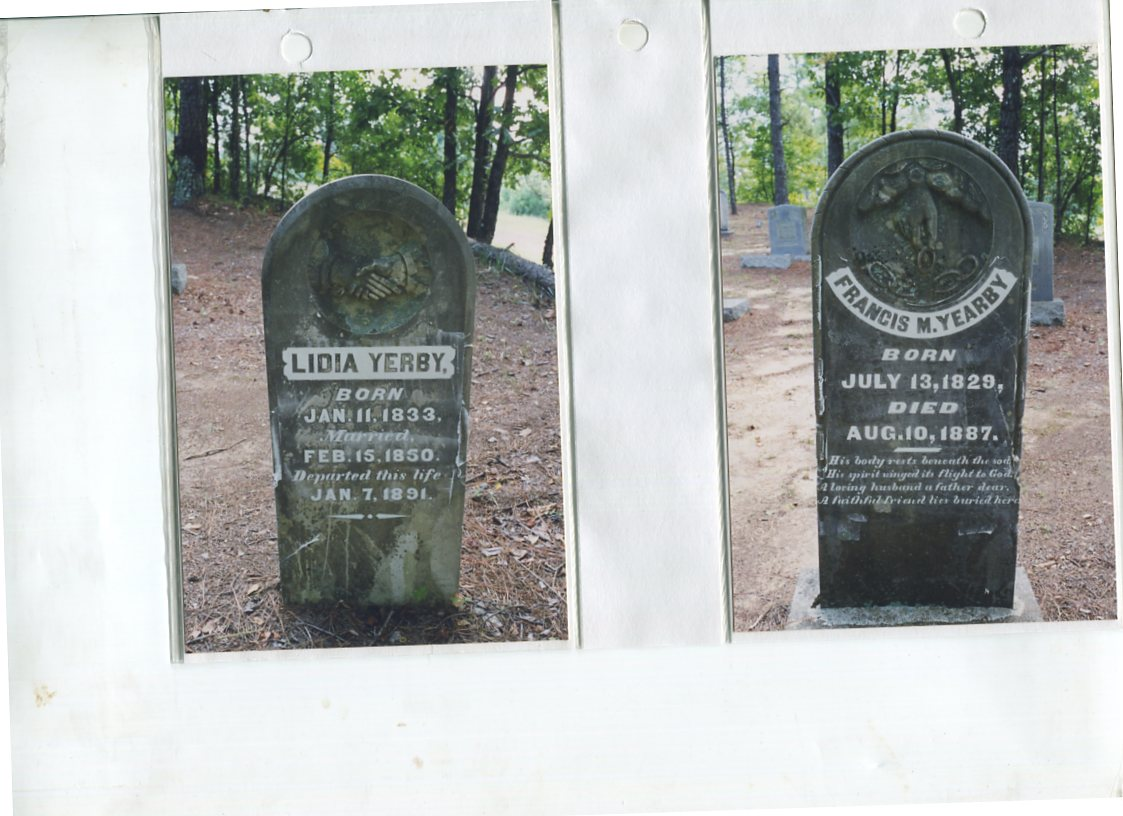 LIDIA YERBY,
BORN
JAN. 11, 1833.
Married,
FEB. 15, 1850.
Departed this life
JAN. 7, 1891.
FRANCIS M. YEARBY
BORN
JULY 13, 1829,
DIED
AUG. 10, 1887.
His body rests beneath the sod,
His spirit winged its flight to God,
A loving husband a father dear,
A faithful friend lies buried here